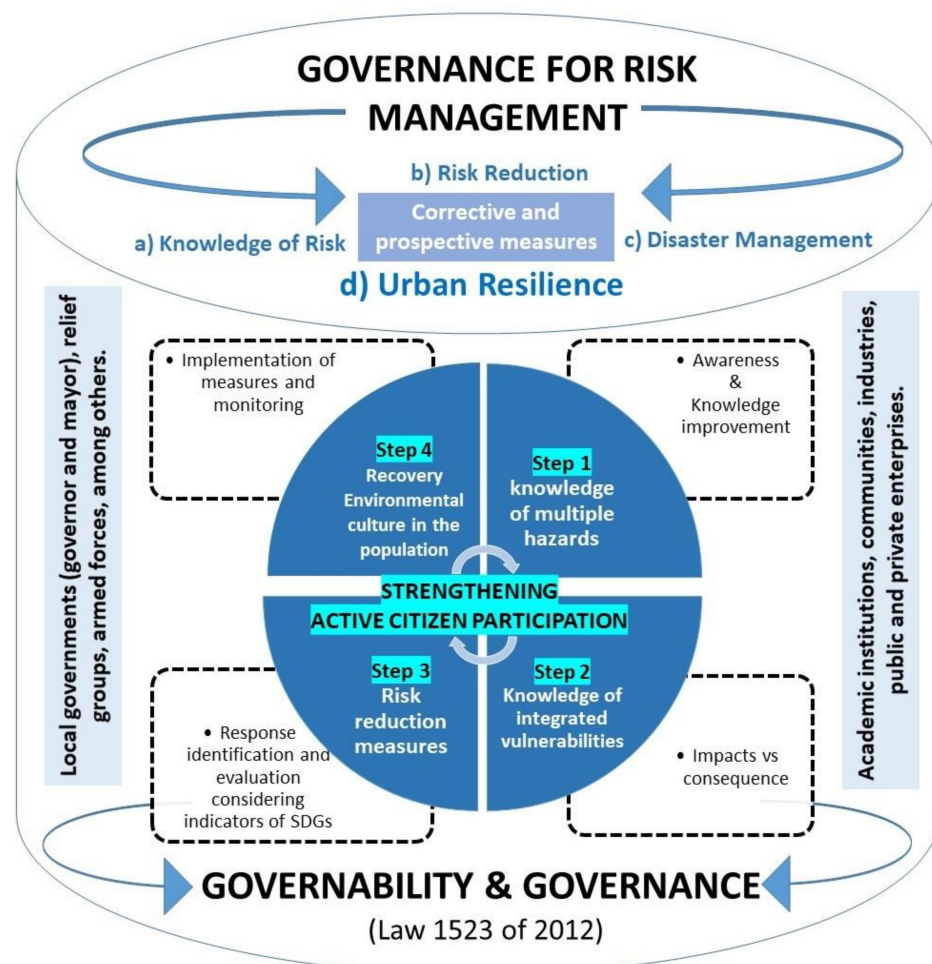 GOVERNANCE FOR RISK
MANAGEMENT
b) Risk Reduction
Corrective and
prospective measures
a) Knowledge of Risk
c) Disaster Management
d) Urban Resilience
Local governments (governor and mayor), relief
groups, armed forces, among others.
• Implementation of
measures and
monitoring
• Awareness
&
Knowledge
improvement
Step 4
Recovery
Environmental
culture in the
population
Step 1
knowledge
of multiple
hazards
STRENGTHENING
ACTIVE CITIZEN PARTICIPATION
Step 3
Risk
reduction
measures
Step 2
Knowledge of
integrated
vulnerabilities
• Response
identification and
evaluation
considering
indicators of SDGs
• Impacts vs
consequence
Academic institutions, communities, industries,
public and private enterprises.
GOVERNABILITY & GOVERNANCE
(Law 1523 of 2012)